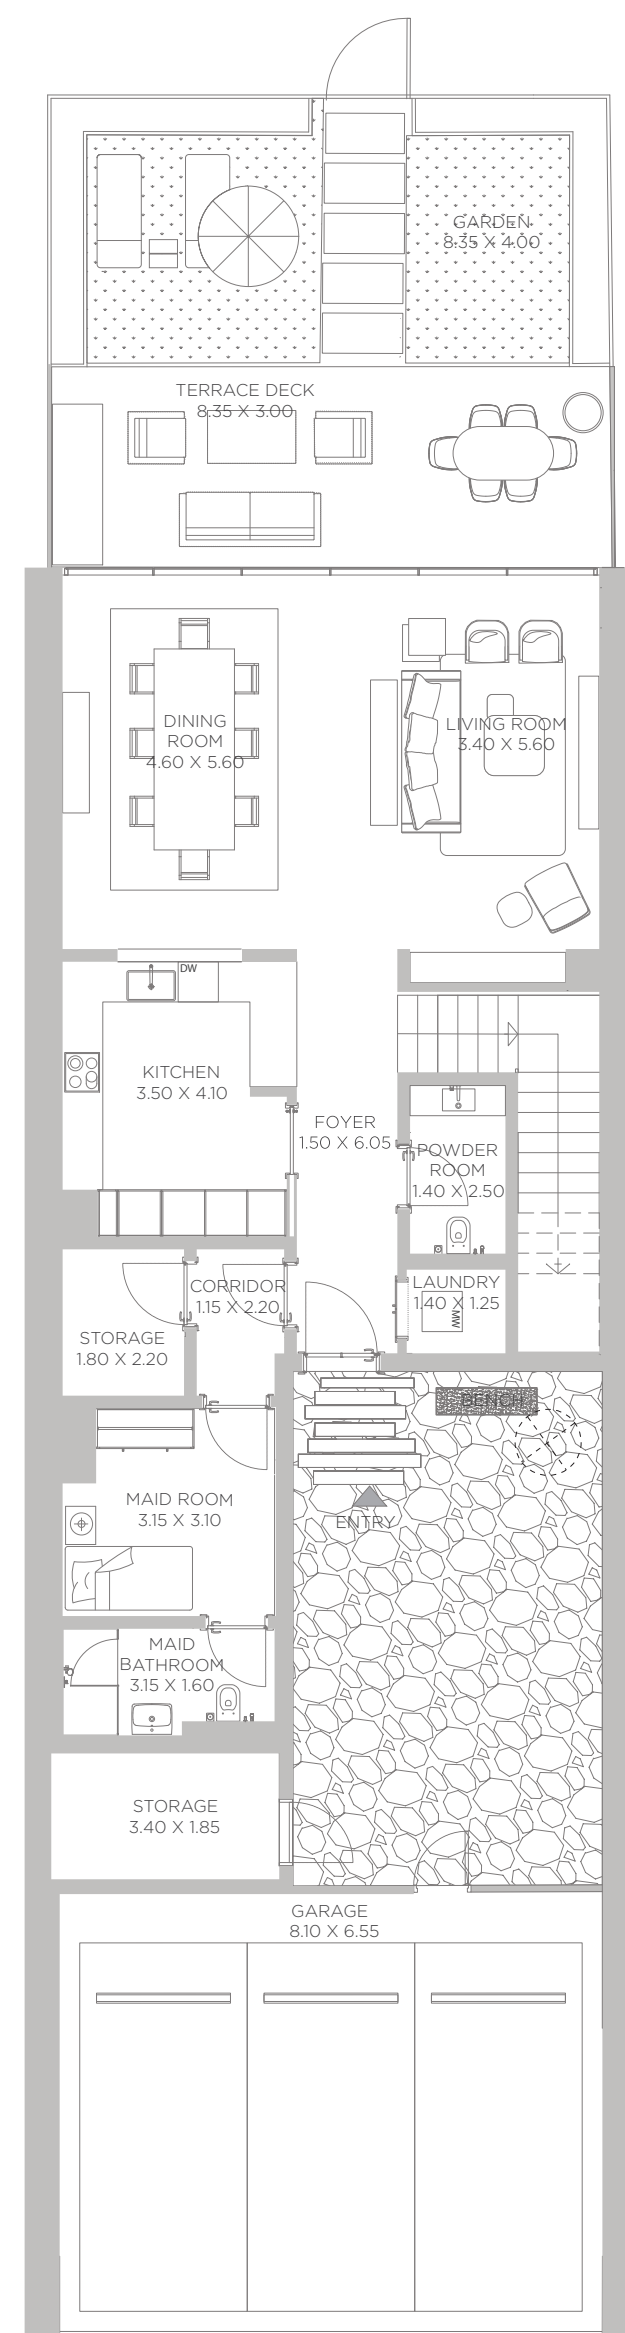 GARDEN
8.35 X 4.00
TERRACE DECK
8.35 X 3.00
DINING
ROOM
4.60 X 5.60
LIVING ROOM
3.40 X 5.60
DW
KITCHEN
3.50 X 4.10
FOYER
1.50 X 6.05
POWDER
ROOM
1.40 X 2.50
CORRIDOR
1.15 X 2.20
LAUNDRY
1.40 X 1.25
MW
STORAGE
1.80 X 2.20
BENCH
MAID ROOM
3.15 X 3.10
ENTRY
MAID
BATHROOM
3.15 X 1.60
STORAGE
3.40 X 1.85
GARAGE
8.10 X 6.55